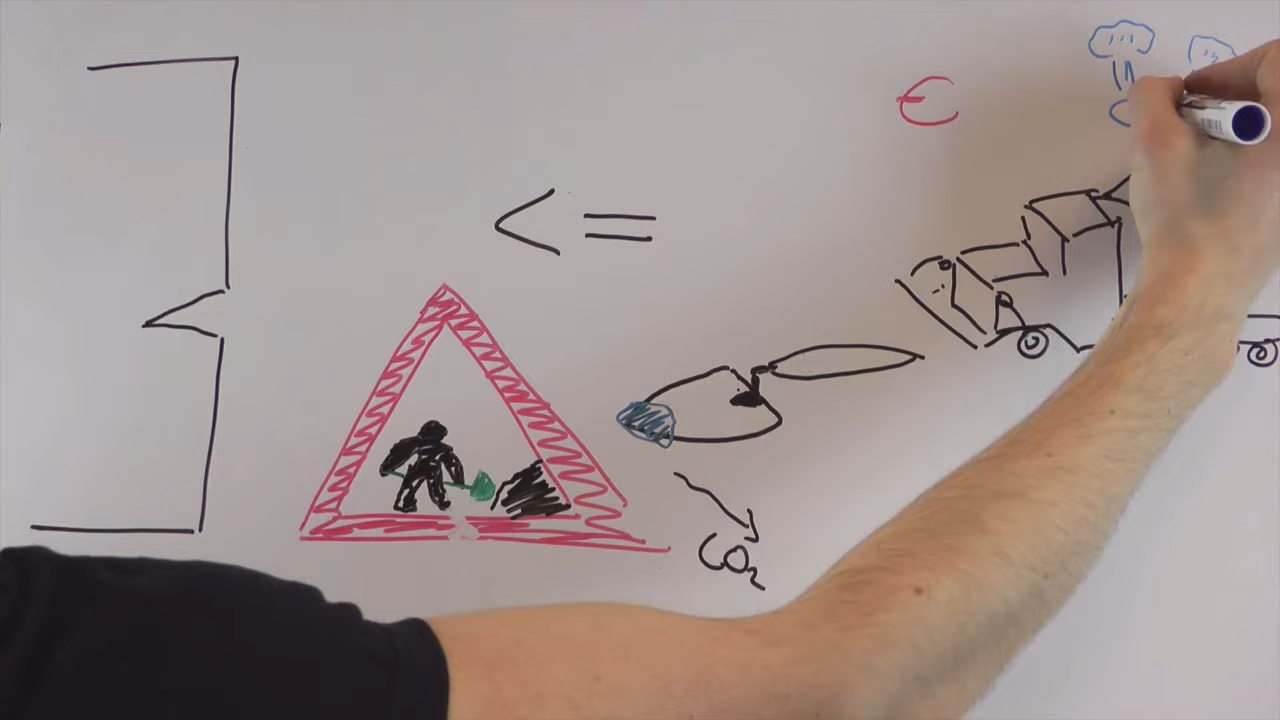 €
<=
CO₂